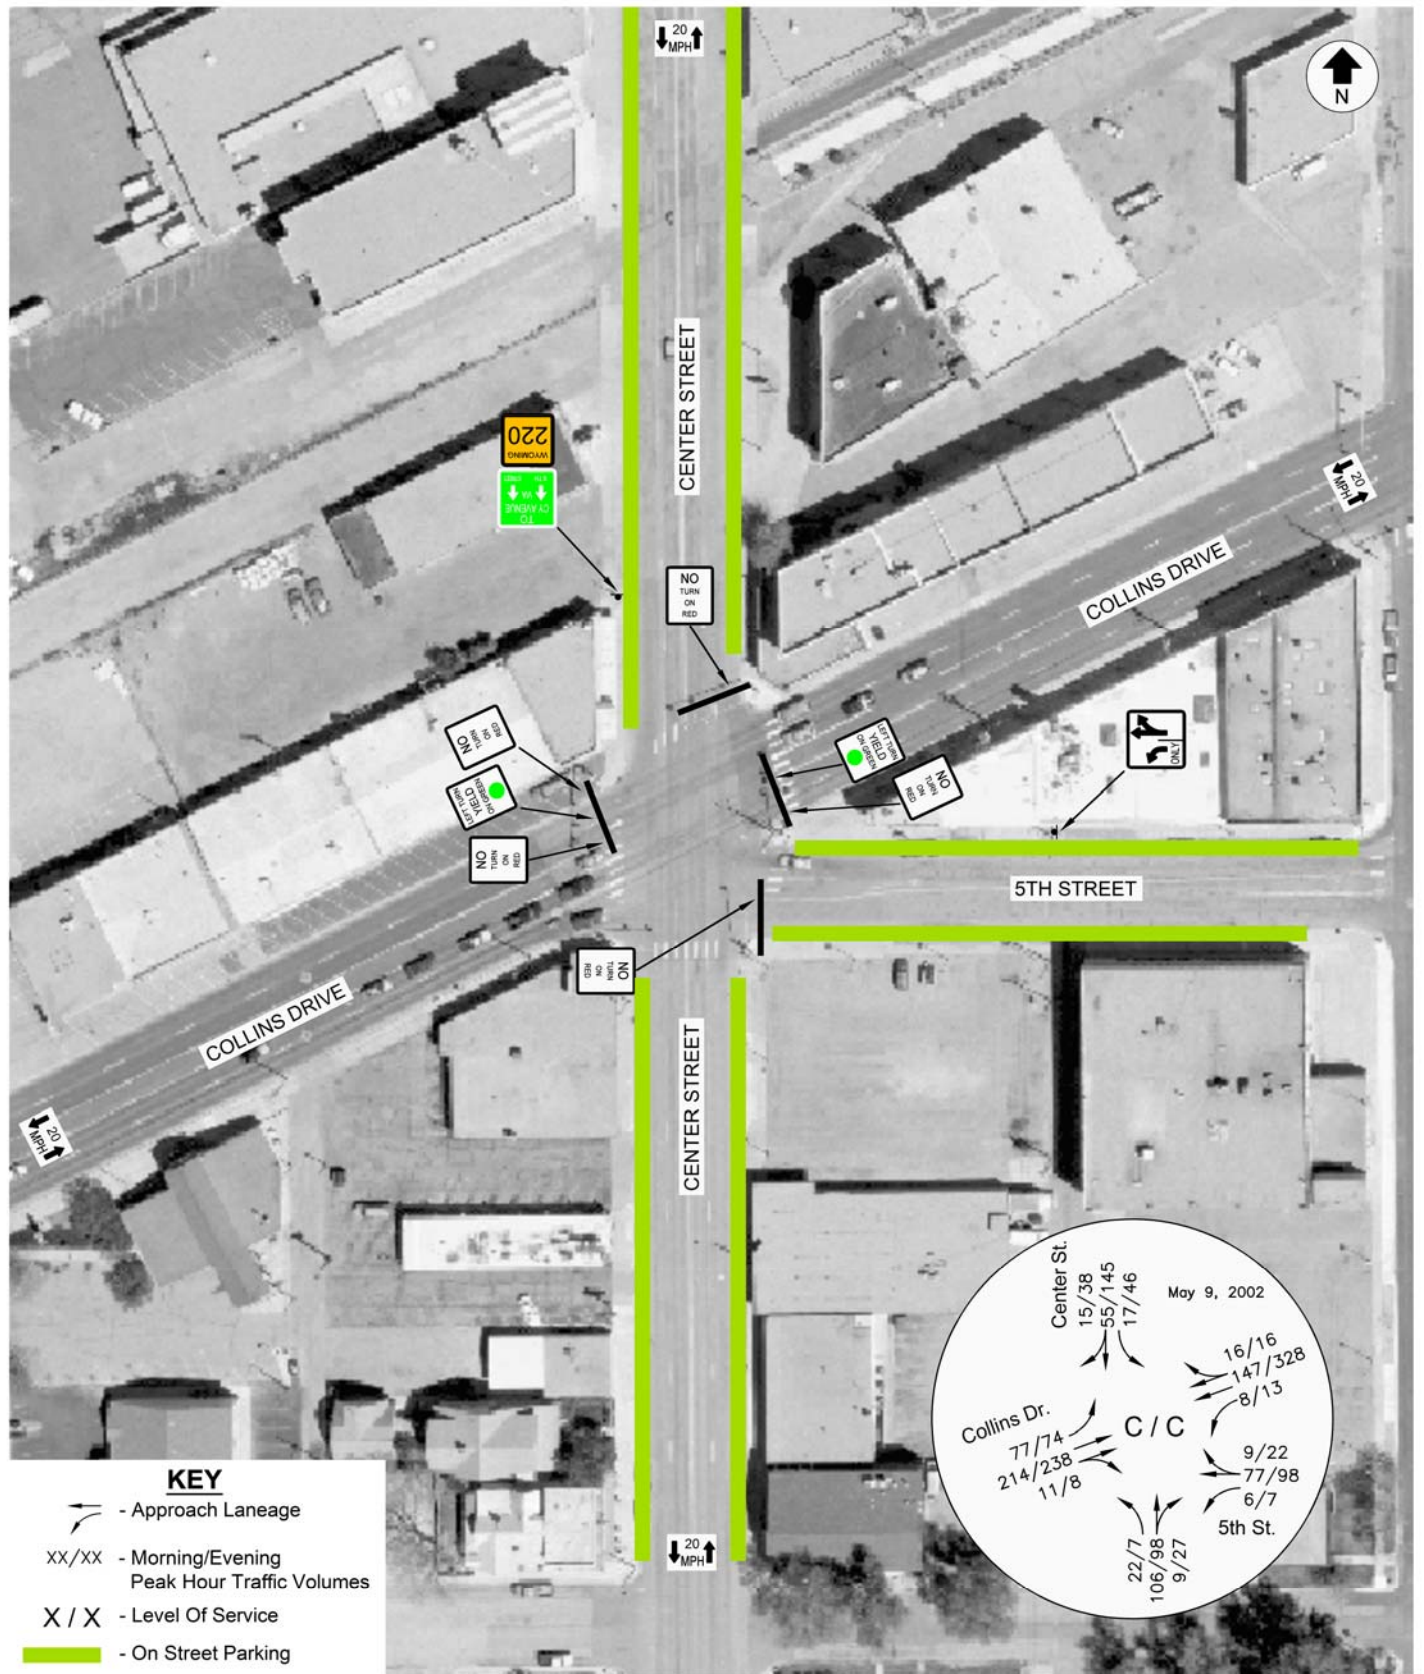 20
MPH
N
CENTER STREET
220
WYOMING
TO
CY AVENUE
VIA
20
MPH
NO
TURN
ON
RED
COLLINS DRIVE
NO
TURN
ON
RED
LEFT TURN
YIELD
ON GREEN
NO
TURN
ON
RED
LEFT TURN
YIELD
ON GREEN
NO
TURN
ON
RED
ONLY
5TH STREET
NO
TURN
ON
RED
COLLINS DRIVE
20
MPH
CENTER STREET
20
MPH
Center St.
15/38
55/145
17/46
May 9, 2002
16/16
147/328
8/13
Collins Dr.
77/74
214/238
11/8
C / C
9/22
77/98
6/7
5th St.
22/7
106/98
9/27
KEY
- Approach Laneage
XX/XX - Morning/Evening
Peak Hour Traffic Volumes
X / X - Level Of Service
- On Street Parking